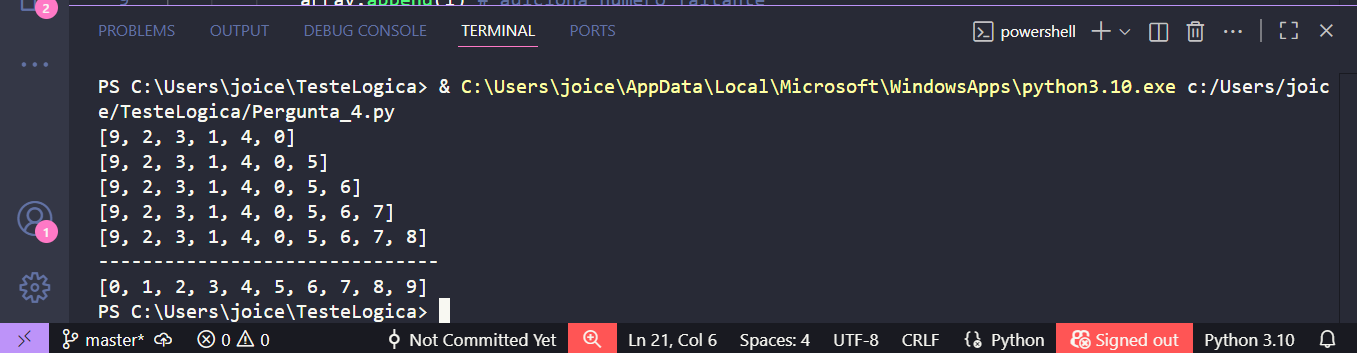 2
9
array.append(i) # adiciona numero faltante
PROBLEMS OUTPUT DEBUG CONSOLE TERMINAL PORTS powershell
PS C:\Users\joice\TesteLogica> & C:\Users\joice\AppData\Local\Microsoft\WindowsApps\python3.10.exe c:/Users/joic
e/TesteLogica/Pergunta_4.py
[9, 2, 3, 1, 4, 0]
[9, 2, 3, 1, 4, 0, 5]
[9, 2, 3, 1, 4, 0, 5, 6]
[9, 2, 3, 1, 4, 0, 5, 6, 7]
[9, 2, 3, 1, 4, 0, 5, 6, 7, 8]
-------------------------------
[0, 1, 2, 3, 4, 5, 6, 7, 8, 9]
PS C:\Users\joice\TesteLogica>
1
master* 0 0 Not Committed Yet Ln 21, Col 6 Spaces: 4 UTF-8 CRLF Python Signed out Python 3.10